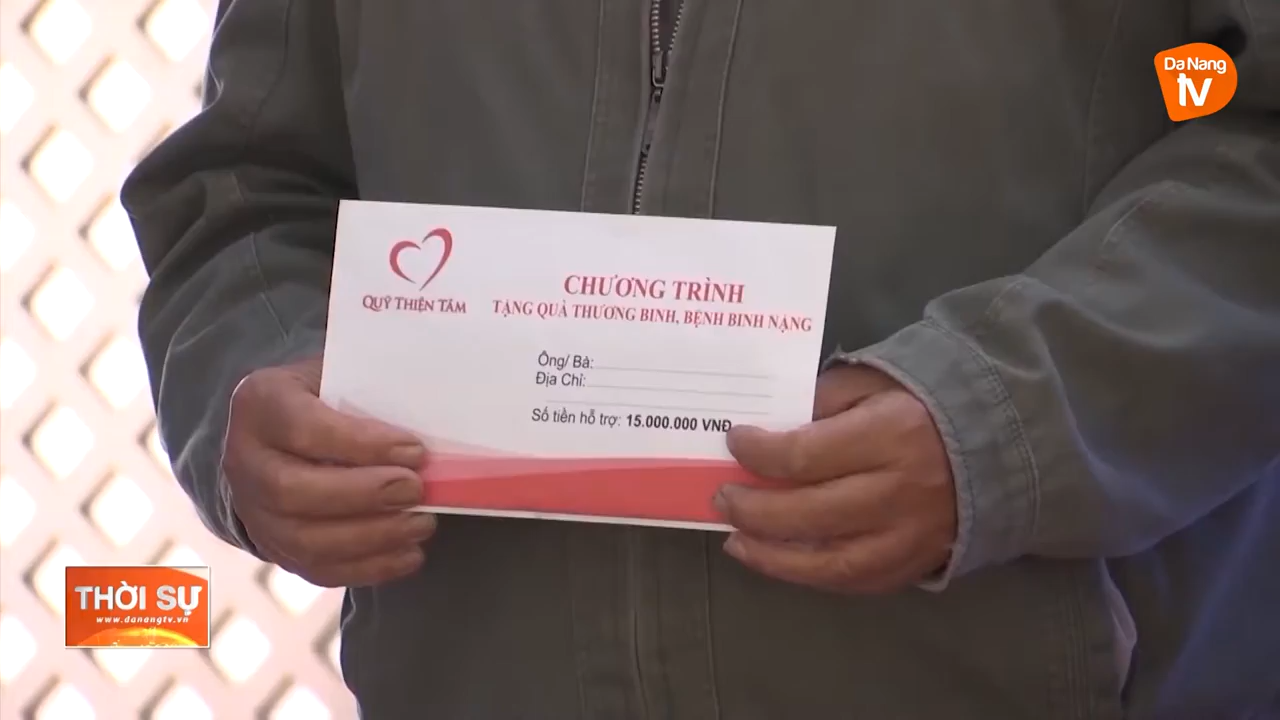 Da Nang
tv
QUỸ THIỆN TÂM
CHƯƠNG TRÌNH
TẶNG QUÀ THƯƠNG BINH, BỆNH BINH NẶNG
Ông/ Bà:
Địa Chỉ:
Số tiền hỗ trợ: 15.000.000 VNĐ
THỜI SỰ
www.danangtv.vn